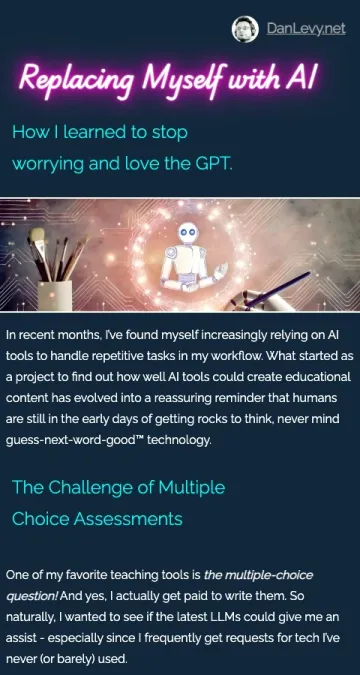 DanLevy.net
Replacing Myself with AI
How I learned to stop
worrying and love the GPT.
In recent months, I've found myself increasingly relying on AI
tools to handle repetitive tasks in my workflow. What started as
a project to find out how well AI tools could create educational
content has evolved into a reassuring reminder that humans
are still in the early days of getting rocks to think, never mind
guess-next-word-good™ technology.
The Challenge of Multiple
Choice Assessments
One of my favorite teaching tools is the multiple-choice
question! And yes, I actually get paid to write them. So
naturally, I wanted to see if the latest LLMs could give me an
assist - especially since I frequently get requests for tech I've
never (or barely) used.